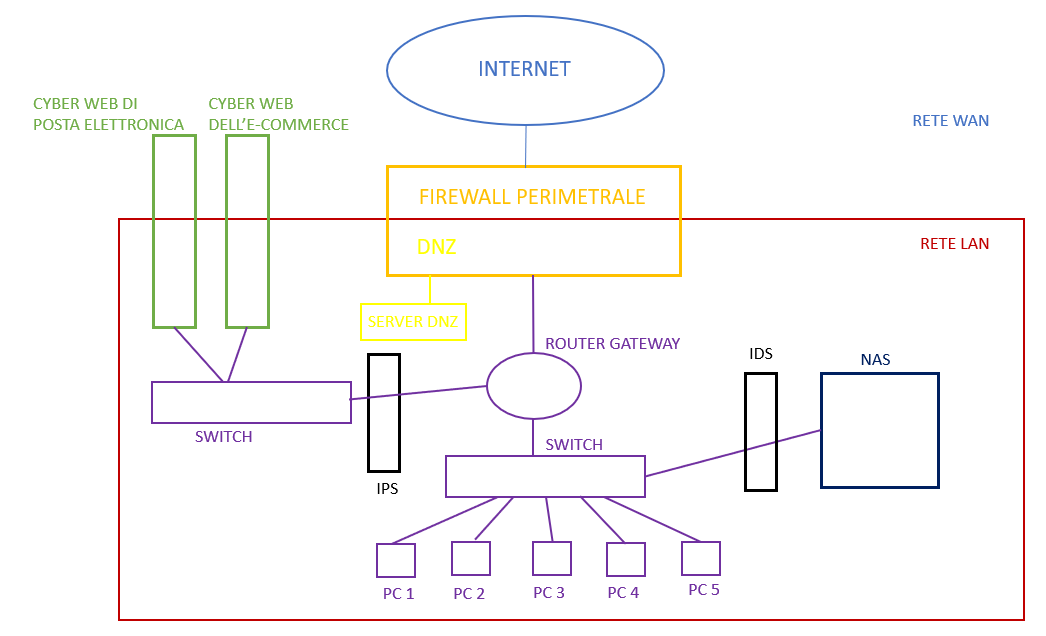 INTERNET
CYBER WEB DI
POSTA ELETTRONICA
CYBER WEB
DELL'E-COMMERCE
RETE WAN
FIREWALL PERIMETRALE
DNZ
RETE LAN
SERVER DNZ
ROUTER GATEWAY
IDS
NAS
SWITCH
SWITCH
IPS
PC 1
PC 2
PC 3
PC 4
PC 5